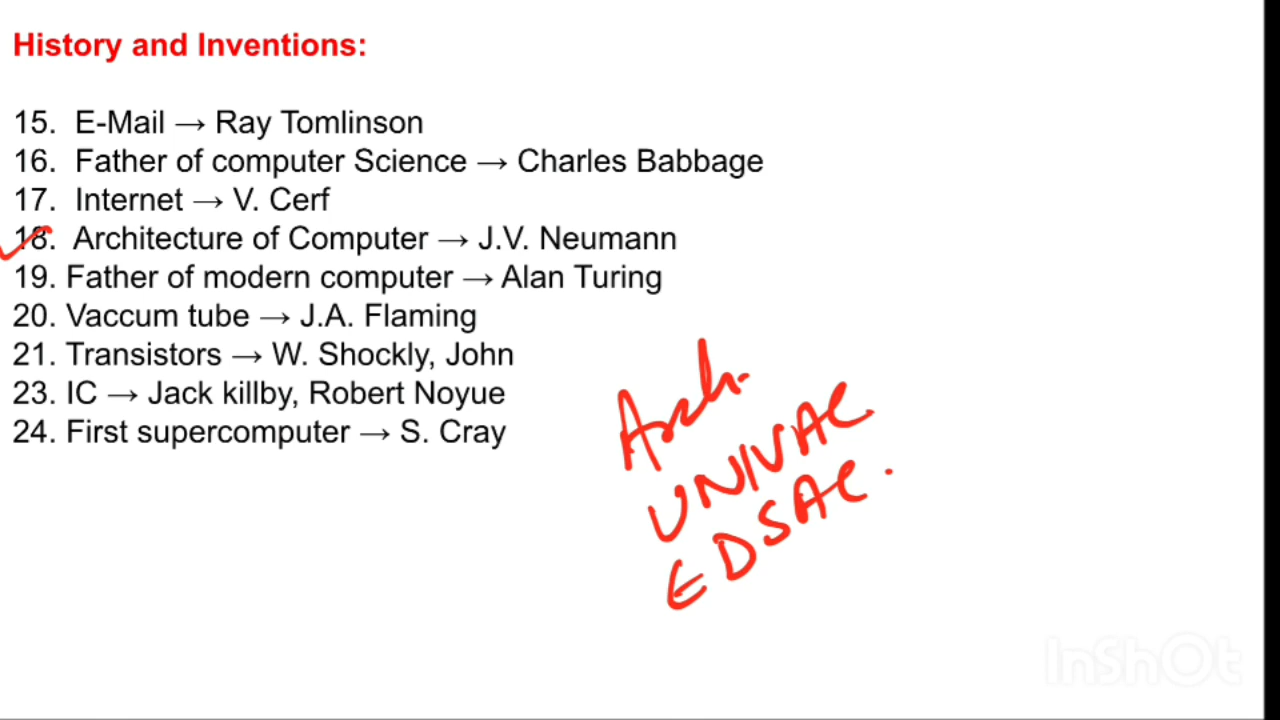 History and Inventions:
15. E-Mail → Ray Tomlinson
16. Father of computer Science → Charles Babbage
17. Internet → V. Cerf
18. Architecture of Computer → J.V. Neumann
19. Father of modern computer → Alan Turing
20. Vaccum tube → J.A. Flaming
21. Transistors → W. Shockly, John
23. IC → Jack killby, Robert Noyue
24. First supercomputer → S. Cray
Arch.
UNIVAC
EDSAC.
InShOt